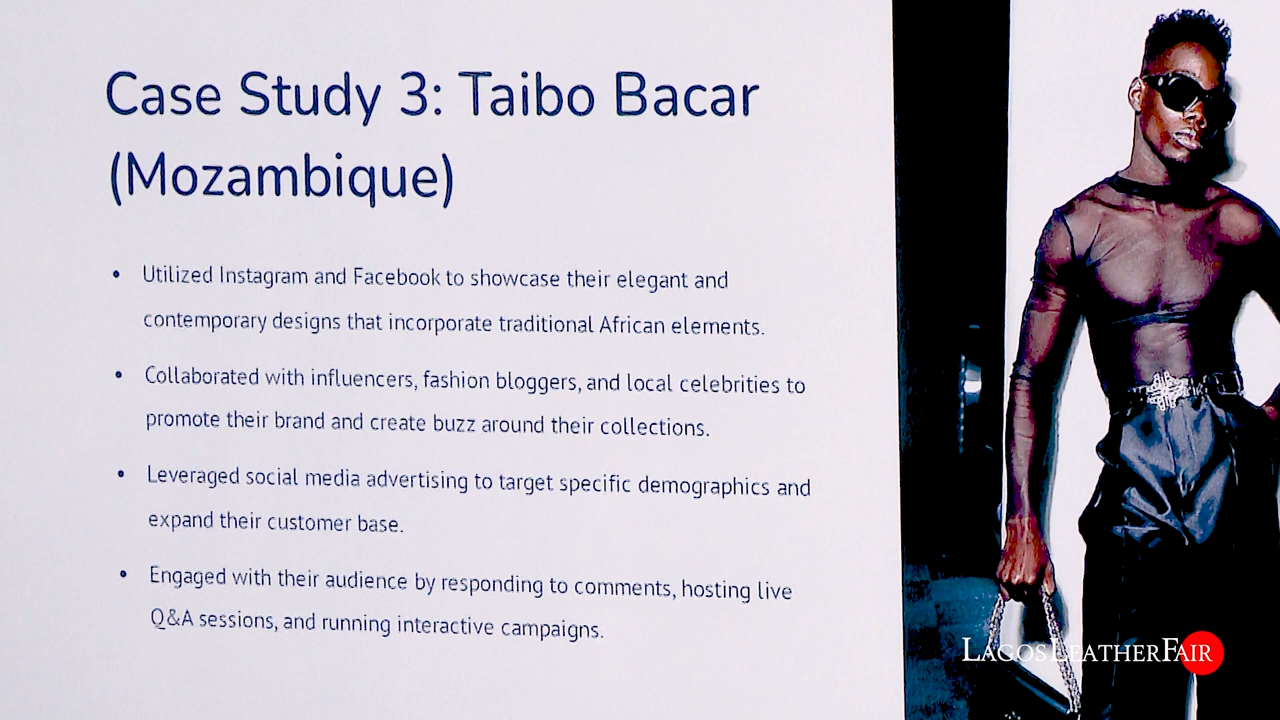 Case Study 3: Taibo Bacar
(Mozambique)
• Utilized Instagram and Facebook to showcase their elegant and
contemporary designs that incorporate traditional African elements.
• Collaborated with influencers, fashion bloggers, and local celebrities to
promote their brand and create buzz around their collections.
• Leveraged social media advertising to target specific demographics and
expand their customer base.
• Engaged with their audience by responding to comments, hosting live
Q&A sessions, and running interactive campaigns.
LAGOSLEATHERFAIR